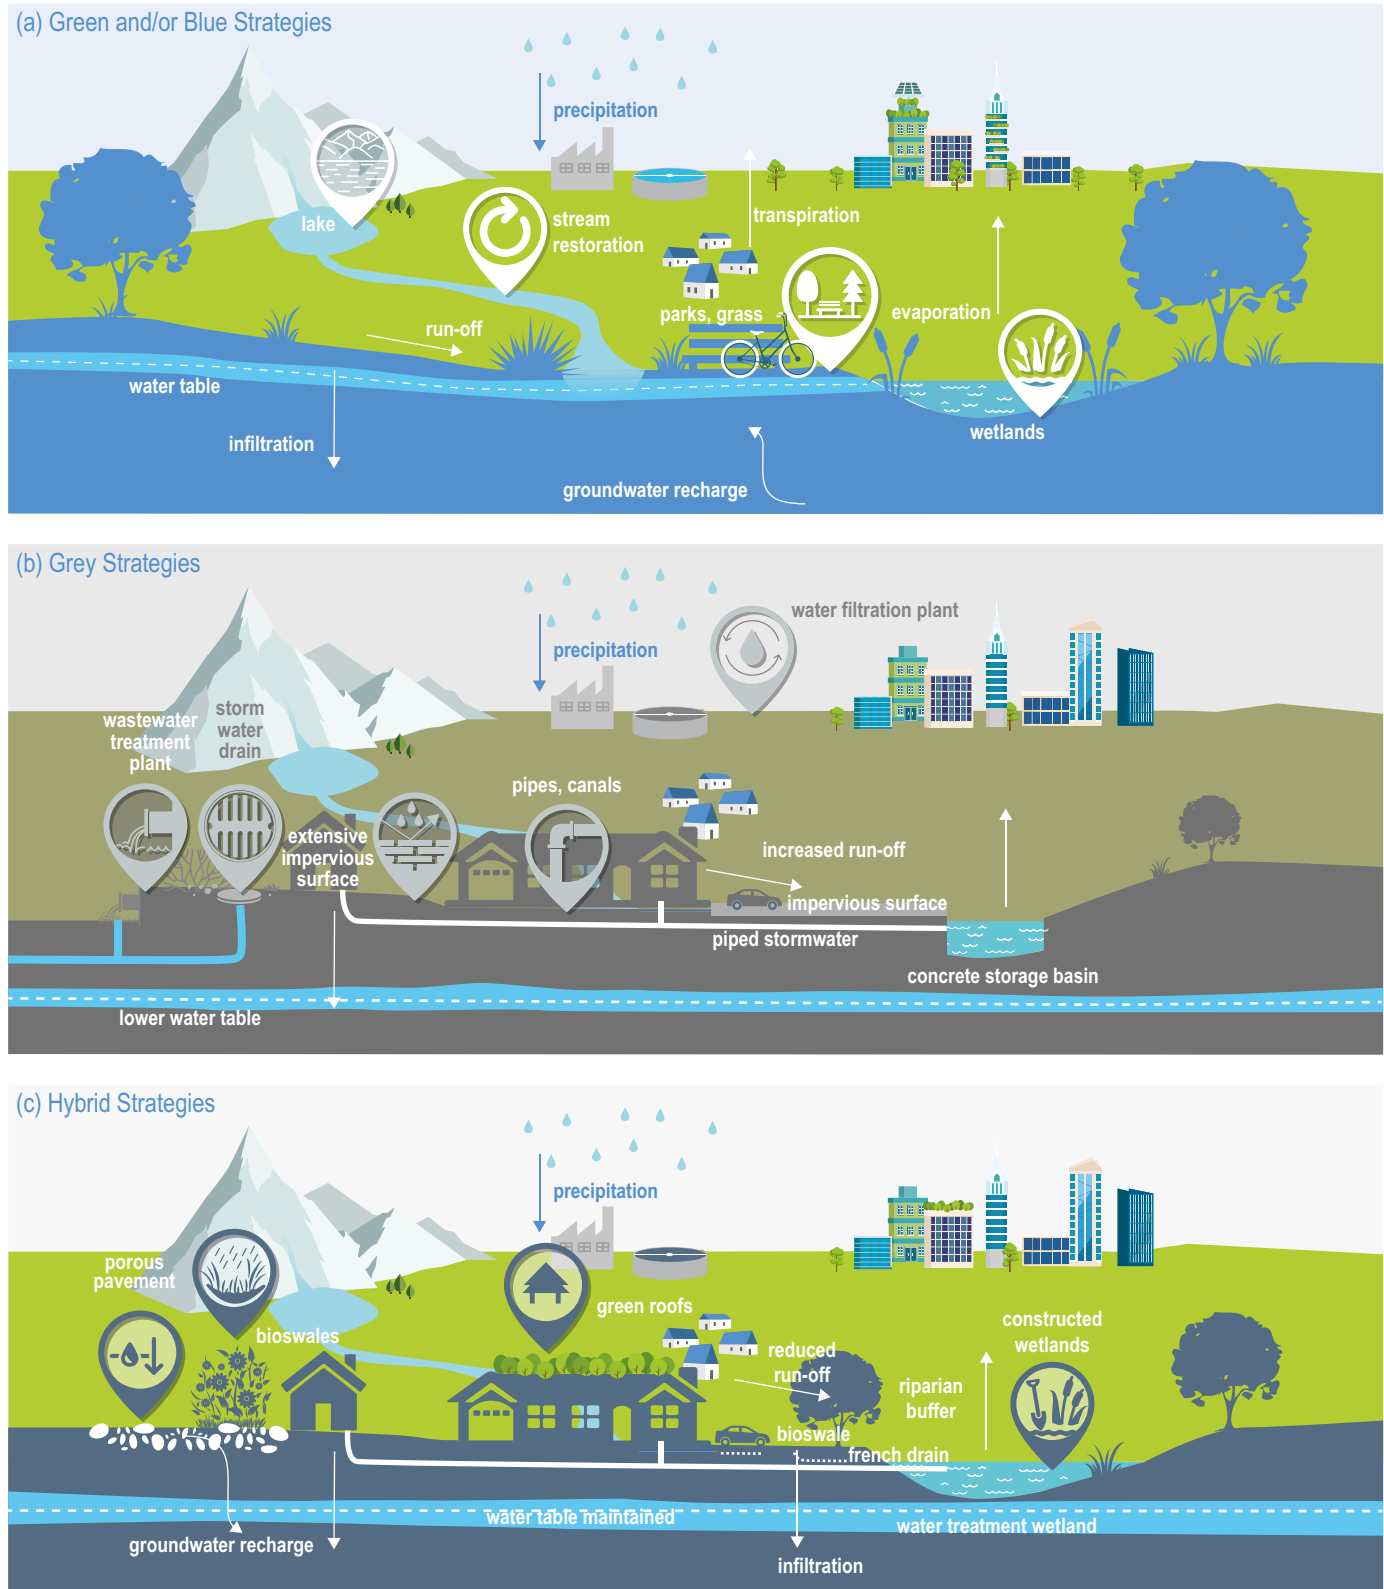 (a) Green and/or Blue Strategies
precipitation
lake
stream
restoration
transpiration
parks, grass
evaporation
run-off
water table
infiltration
wetlands
groundwater recharge
(b) Grey Strategies
water filtration plant
precipitation
wastewater
treatment
plant
storm
water
drain
pipes, canals
extensive
impervious
surface
increased run-off
impervious surface
piped stormwater
concrete storage basin
lower water table
(c) Hybrid Strategies
precipitation
porous
pavement
green roofs
bioswales
constructed
wetlands
reduced
run-off
riparian
buffer
bioswale
french drain
water table maintained
water treatment wetland
groundwater recharge
infiltration